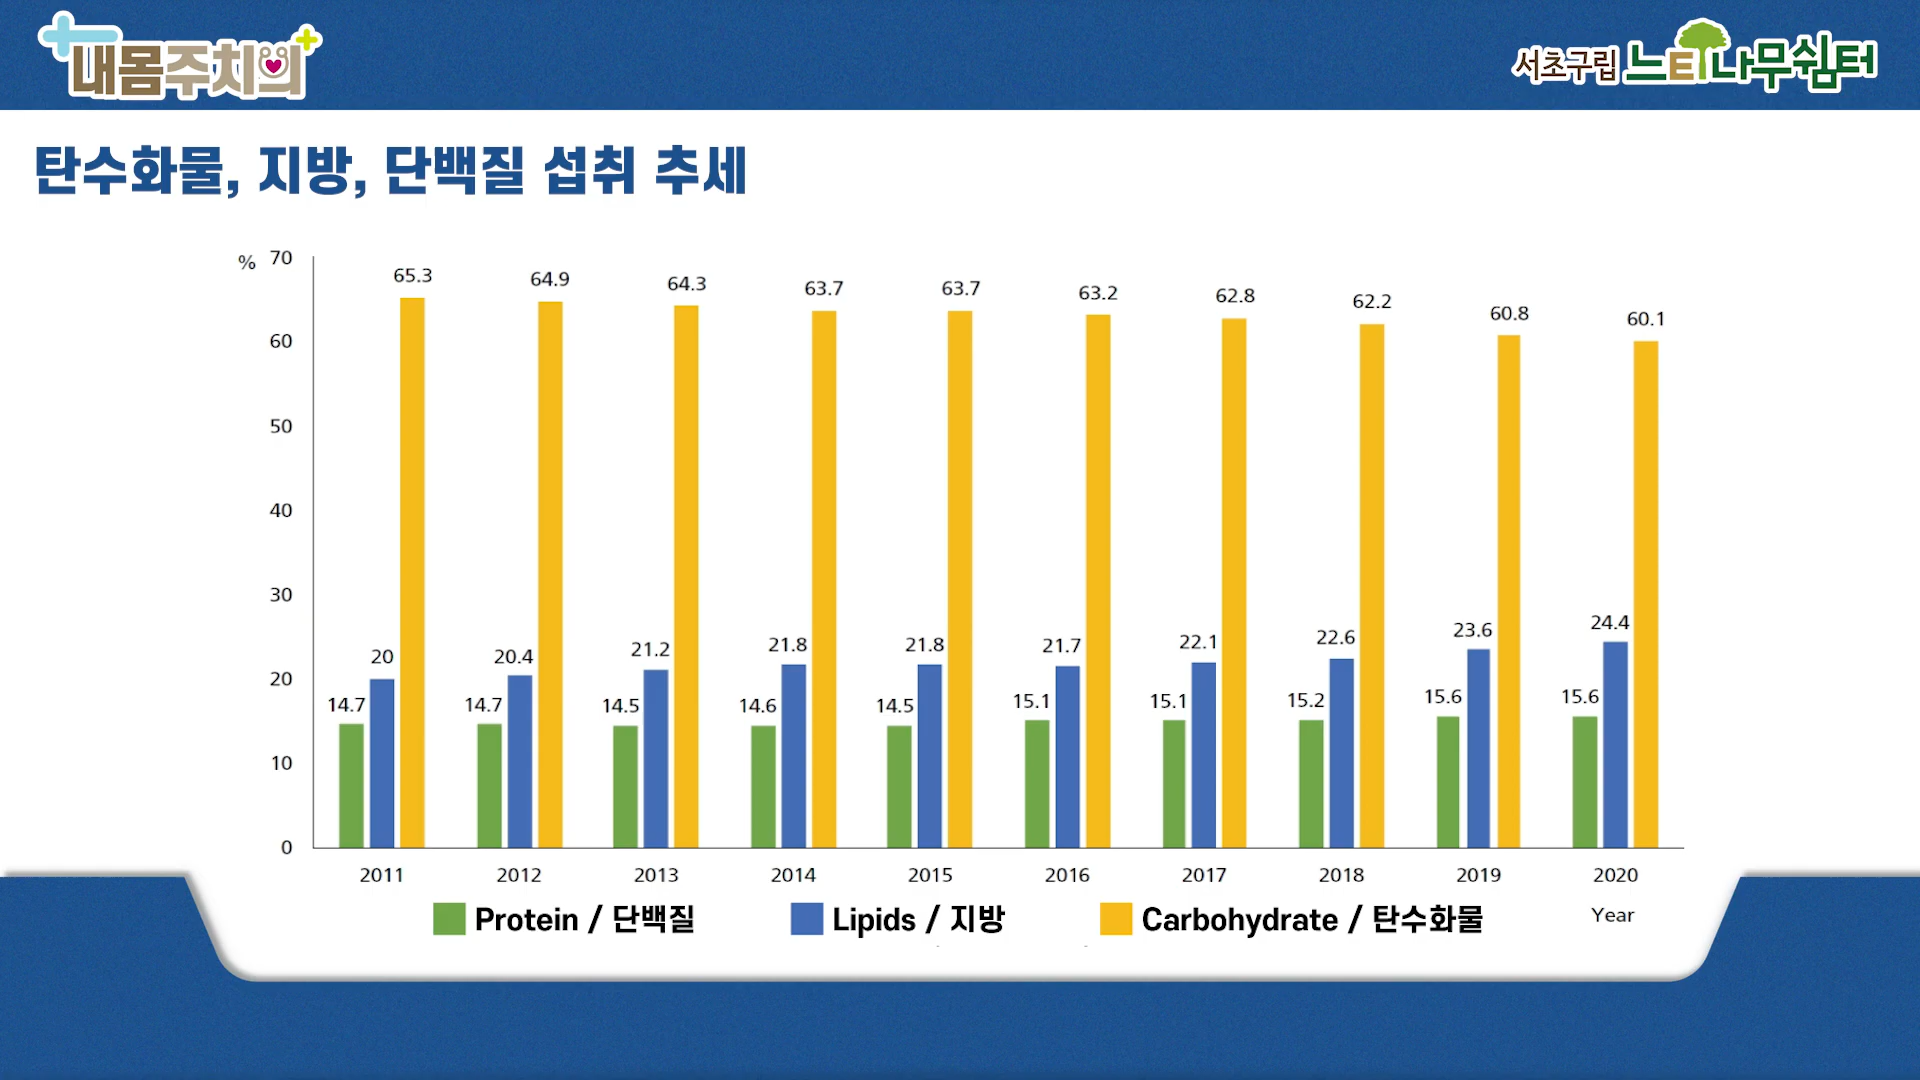 내몸주치의
서초구립 느티나무쉼터
탄수화물, 지방, 단백질 섭취 추세
% 70
60
50
40
30
20
10
0
65.3 64.9 64.3 63.7 63.7 63.2 62.8 62.2 60.8 60.1
20 20.4 21.2 21.8 21.8 21.7 22.1 22.6 23.6 24.4
14.7 14.7 14.5 14.6 14.5 15.1 15.1 15.2 15.6 15.6
2011 2012 2013 2014 2015 2016 2017 2018 2019 2020
Protein / 단백질 Lipids / 지방 Carbohydrate / 탄수화물 Year